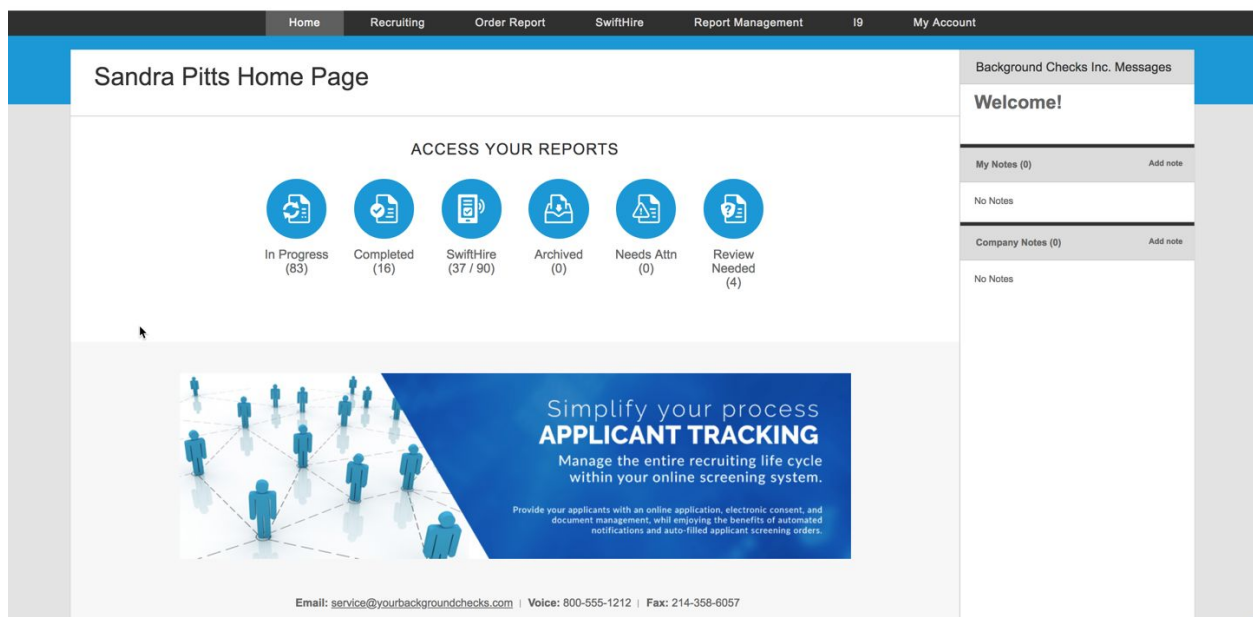 Home Recruiting Order Report SwiftHire Report Management I9 My Account
Sandra Pitts Home Page
ACCESS YOUR REPORTS
In Progress
(83)
Completed
(16)
SwiftHire
(37 / 90)
Archived
(0)
Needs Attn
(0)
Review
Needed
(4)
Simplify your process
APPLICANT TRACKING
Manage the entire recruiting life cycle
within your online screening system.
Provide your applicants with an online application, electronic consent, and
document management, whil enjoying the benefits of automated
notifications and auto-filled applicant screening orders.
Email: service@yourbackgroundchecks.com | Voice: 800-555-1212 | Fax: 214-358-6057
Background Checks Inc. Messages
Welcome!
My Notes (0) Add note
No Notes
Company Notes (0) Add note
No Notes